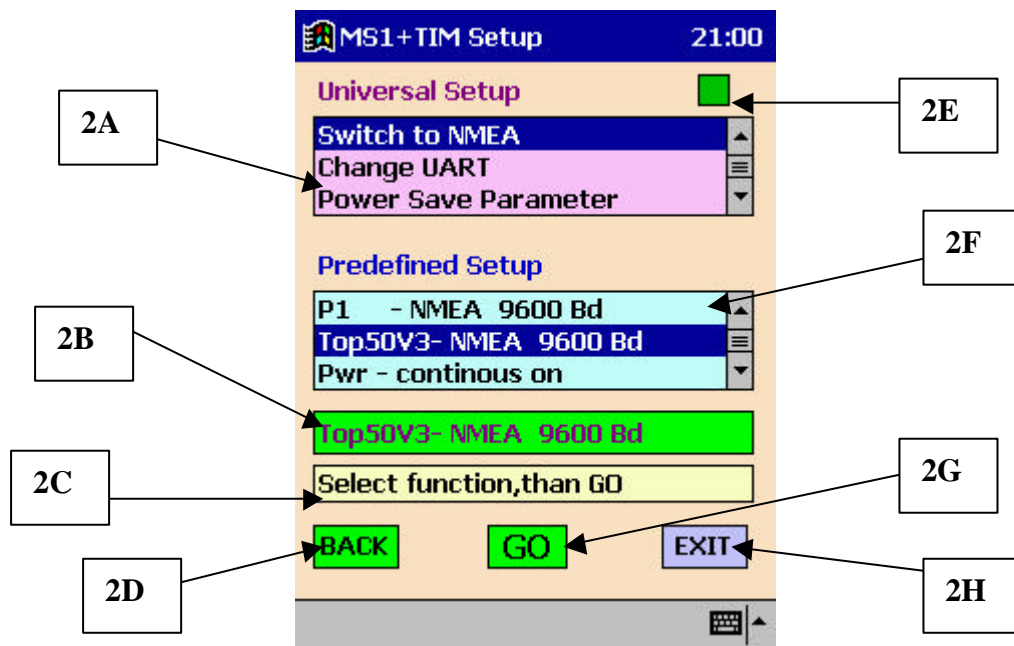 MS1+TIM Setup 21:00
Universal Setup
2A
2E
Switch to NMEA
Change UART
Power Save Parameter
2F
Predefined Setup
P1 - NMEA 9600 Bd
Top50V3- NMEA 9600 Bd
Pwr - continous on
2B
Top50V3- NMEA 9600 Bd
2C
Select function,than GO
2G
BACK GO EXIT
2D
2H